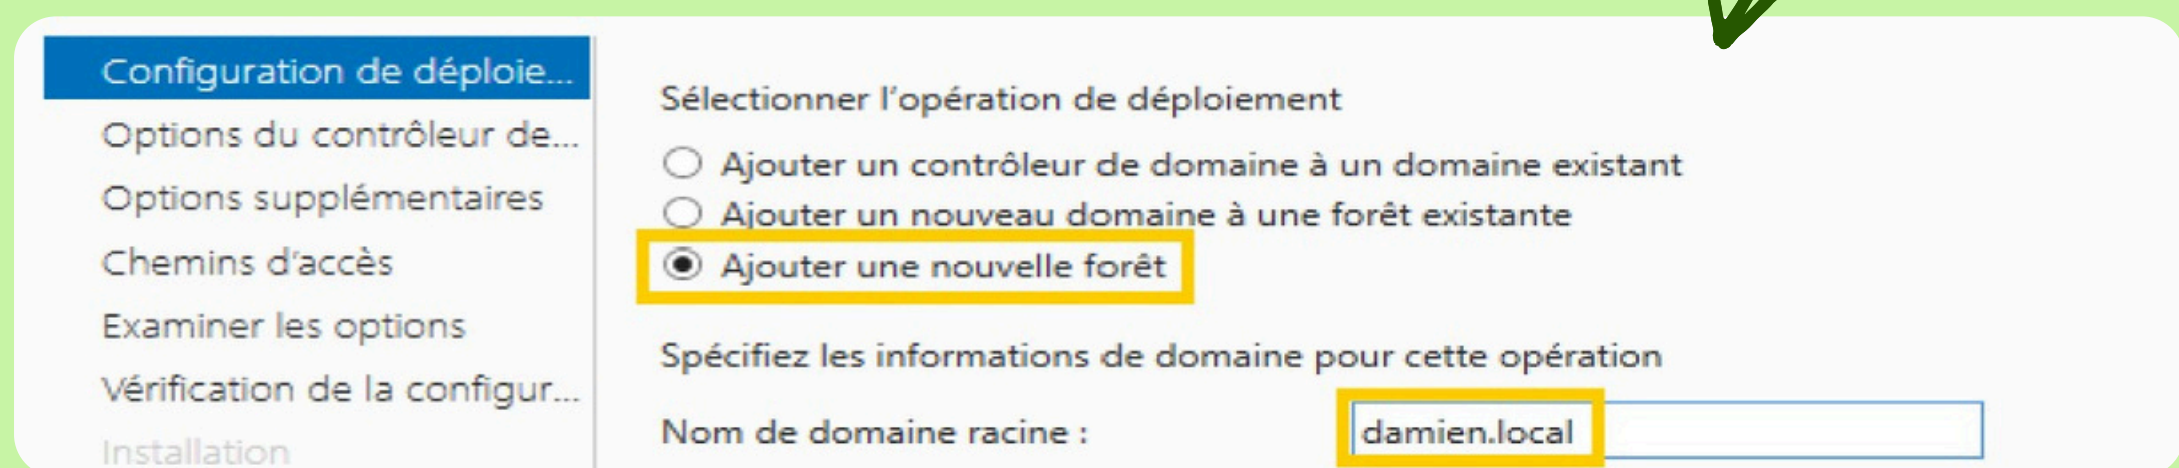 Configuration de déploie...
Options du contrôleur de...
Options supplémentaires
Chemins d'accès
Examiner les options
Vérification de la configur...
Installation
Sélectionner l'opération de déploiement
Ajouter un contrôleur de domaine à un domaine existant
Ajouter un nouveau domaine à une forêt existante
Ajouter une nouvelle forêt
Spécifiez les informations de domaine pour cette opération
Nom de domaine racine : damien.local